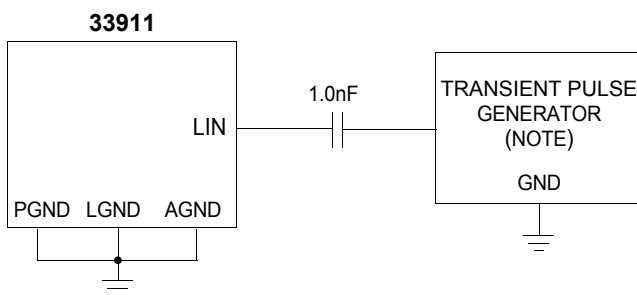 33911
1.0nF
TRANSIENT PULSE
GENERATOR
(NOTE)
LIN
GND
PGND LGND AGND